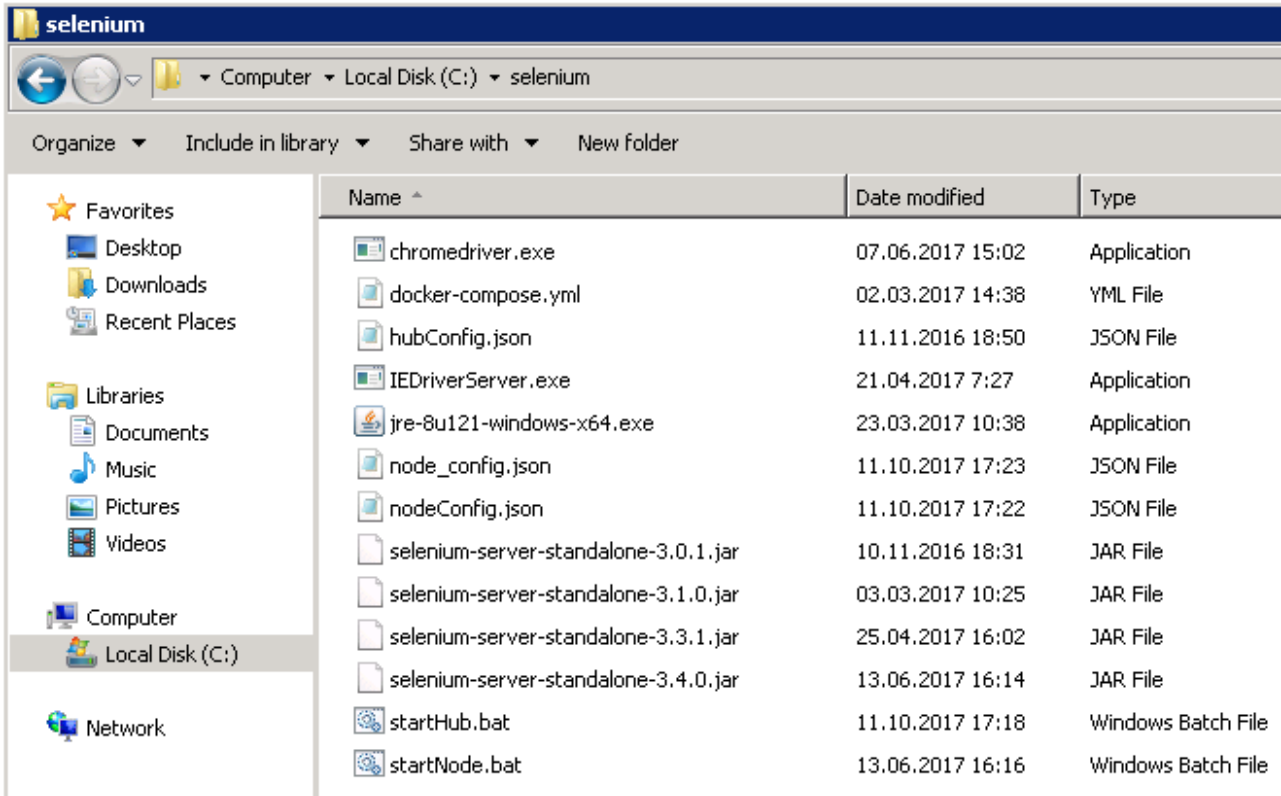 selenium
Computer Local Disk (C:) selenium
Organize Include in library Share with New folder
Favorites
Desktop
Downloads
Recent Places
Libraries
Documents
Music
Pictures
Videos
Computer
Local Disk (C:)
Network
Name Date modified Type
chromedriver.exe 07.06.2017 15:02 Application
docker-compose.yml 02.03.2017 14:38 YML File
hubConfig.json 11.11.2016 18:50 JSON File
IEDriverServer.exe 21.04.2017 7:27 Application
jre-8u121-windows-x64.exe 23.03.2017 10:38 Application
node_config.json 11.10.2017 17:23 JSON File
nodeConfig.json 11.10.2017 17:22 JSON File
selenium-server-standalone-3.0.1.jar 10.11.2016 18:31 JAR File
selenium-server-standalone-3.1.0.jar 03.03.2017 10:25 JAR File
selenium-server-standalone-3.3.1.jar 25.04.2017 16:02 JAR File
selenium-server-standalone-3.4.0.jar 13.06.2017 16:14 JAR File
startHub.bat 11.10.2017 17:18 Windows Batch File
startNode.bat 13.06.2017 16:16 Windows Batch File